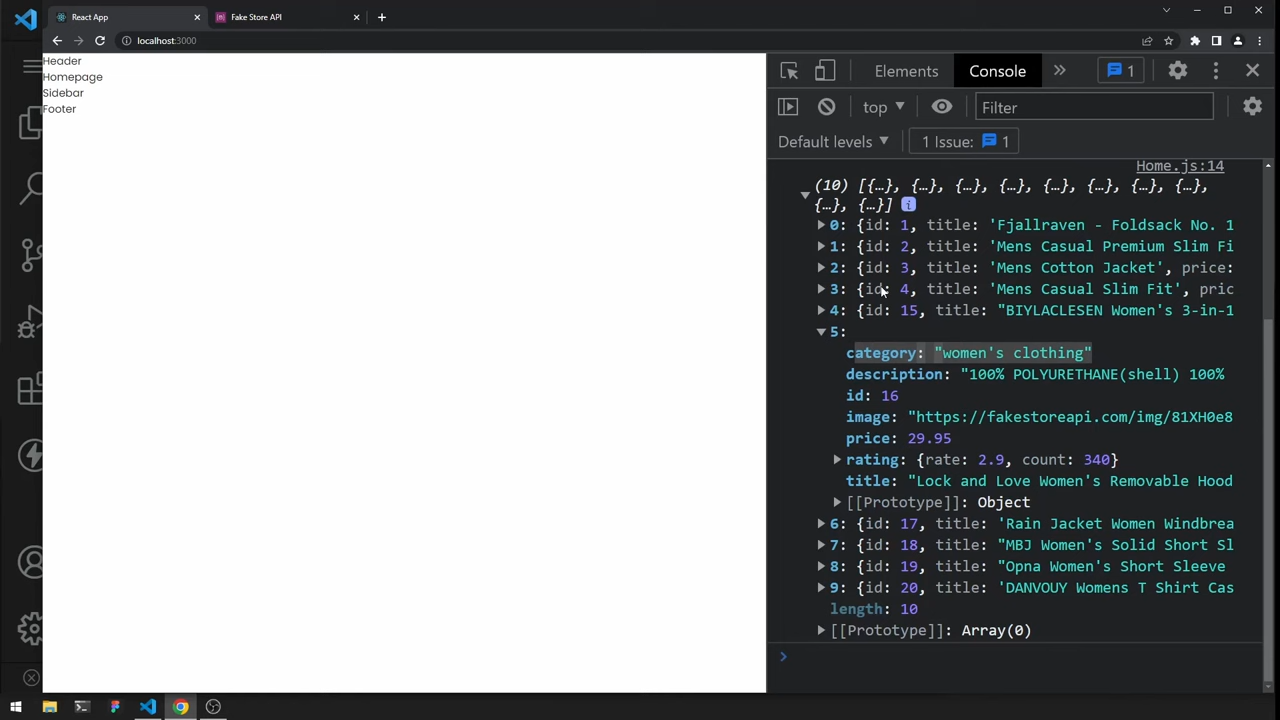 React App
Fake Store API
localhost:3000
Header
Homepage
Sidebar
Footer
Elements
Console
1
top
Filter
Default levels
1 Issue: 1
Home.js:14
(10) [{…}, {…}, {…}, {…}, {…}, {…}, {…}, {…},
{…}, {…}] i
0: {id: 1, title: 'Fjallraven - Foldsack No. 1
1: {id: 2, title: 'Mens Casual Premium Slim Fi
2: {id: 3, title: 'Mens Cotton Jacket', price:
3: {id: 4, title: 'Mens Casual Slim Fit', pric
4: {id: 15, title: "BIYLACLESEN Women's 3-in-1
5:
category: "women's clothing"
description: "100% POLYURETHANE(shell) 100%
id: 16
image: "https://fakestoreapi.com/img/81XH0e8
price: 29.95
rating: {rate: 2.9, count: 340}
title: "Lock and Love Women's Removable Hood
[[Prototype]]: Object
6: {id: 17, title: 'Rain Jacket Women Windbrea
7: {id: 18, title: "MBJ Women's Solid Short Sl
8: {id: 19, title: "Opna Women's Short Sleeve
9: {id: 20, title: 'DANVOUY Womens T Shirt Cas
length: 10
[[Prototype]]: Array(0)